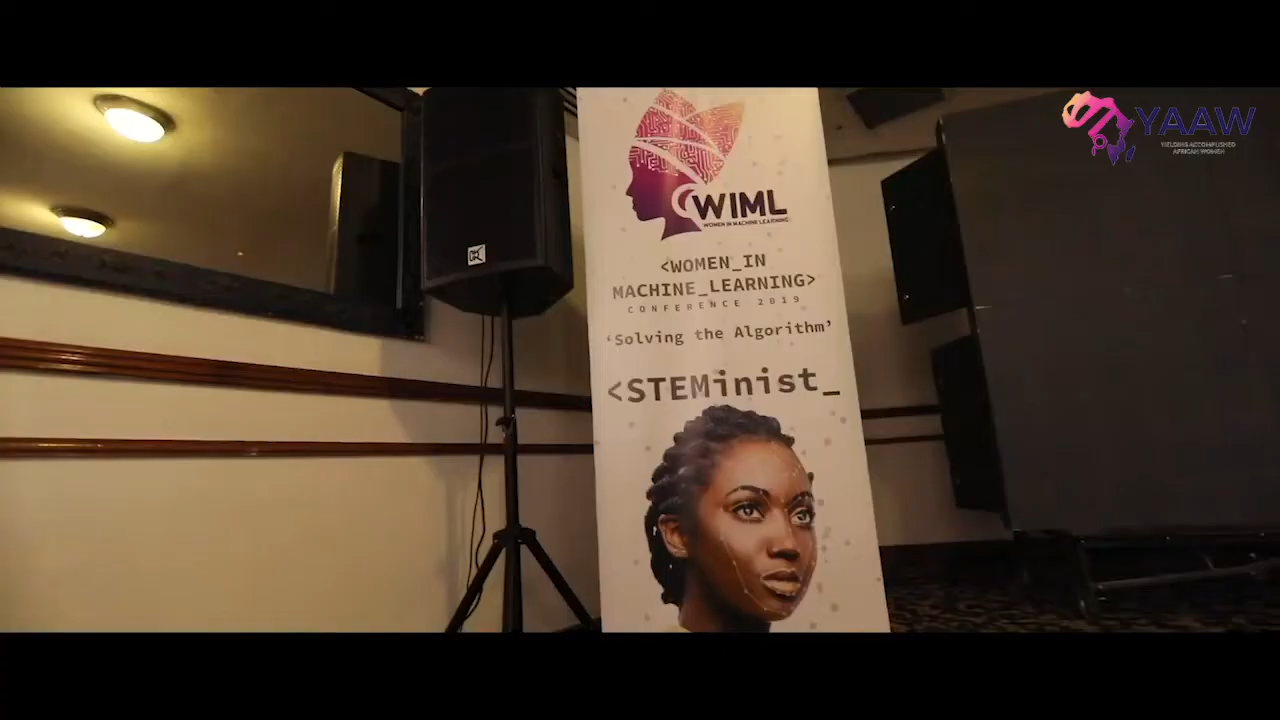 WIML
WOMEN IN MACHINE LEARNING
<WOMEN_IN
MACHINE_LEARNING>
CONFERENCE 2019
‘Solving the Algorithm’
<STEMinist_
YAAW
YIELDING ACCOMPLISHED
AFRICAN WOMEN